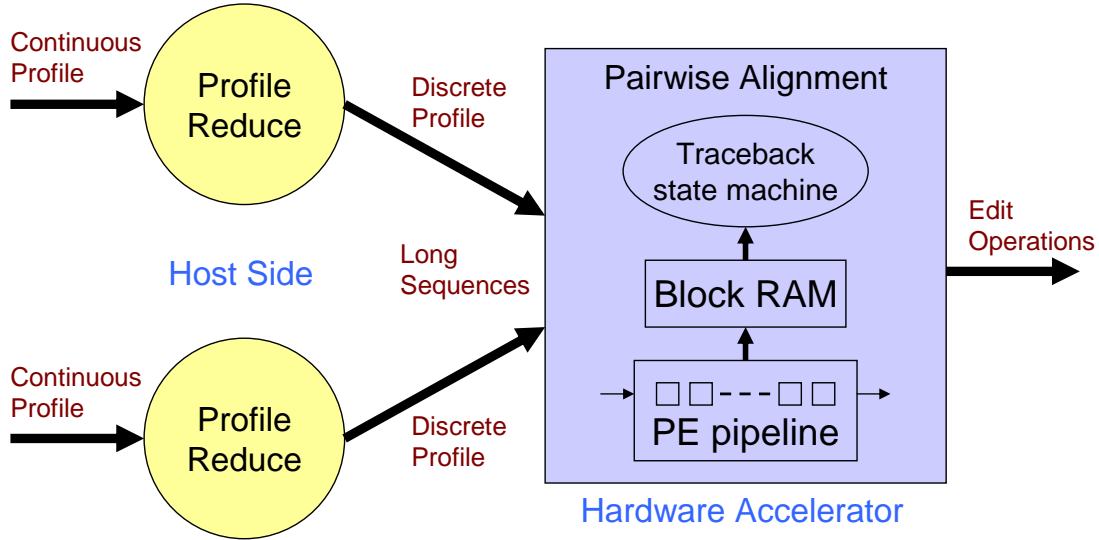 Continuous
Profile
Profile
Reduce
Discrete
Profile
Host Side
Long
Sequences
Continuous
Profile
Profile
Reduce
Discrete
Profile
Pairwise Alignment
Traceback
state machine
Block RAM
PE pipeline
Hardware Accelerator
Edit
Operations